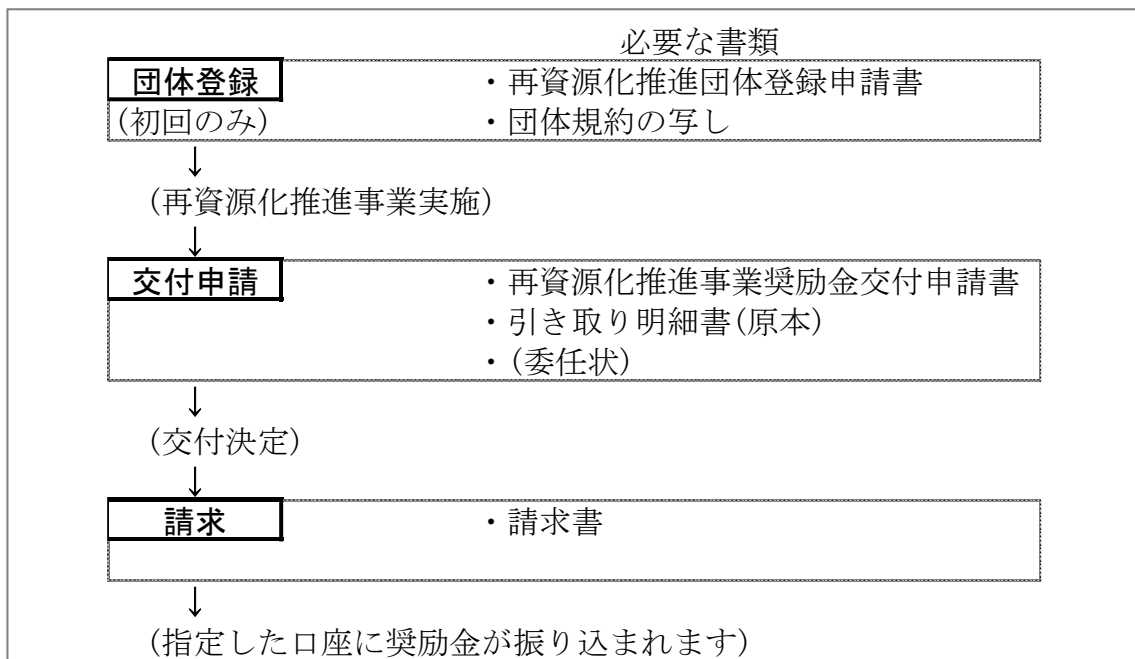 必要な書類
団体登録 ・再資源化推進団体登録申請書
(初回のみ) ・団体規約の写し
↓
(再資源化推進事業実施)
↓
交付申請 ・再資源化推進事業奨励金交付申請書
・引き取り明細書(原本)
・(委任状)
↓
(交付決定)
↓
請求 ・請求書
↓
(指定した口座に奨励金が振り込まれます)